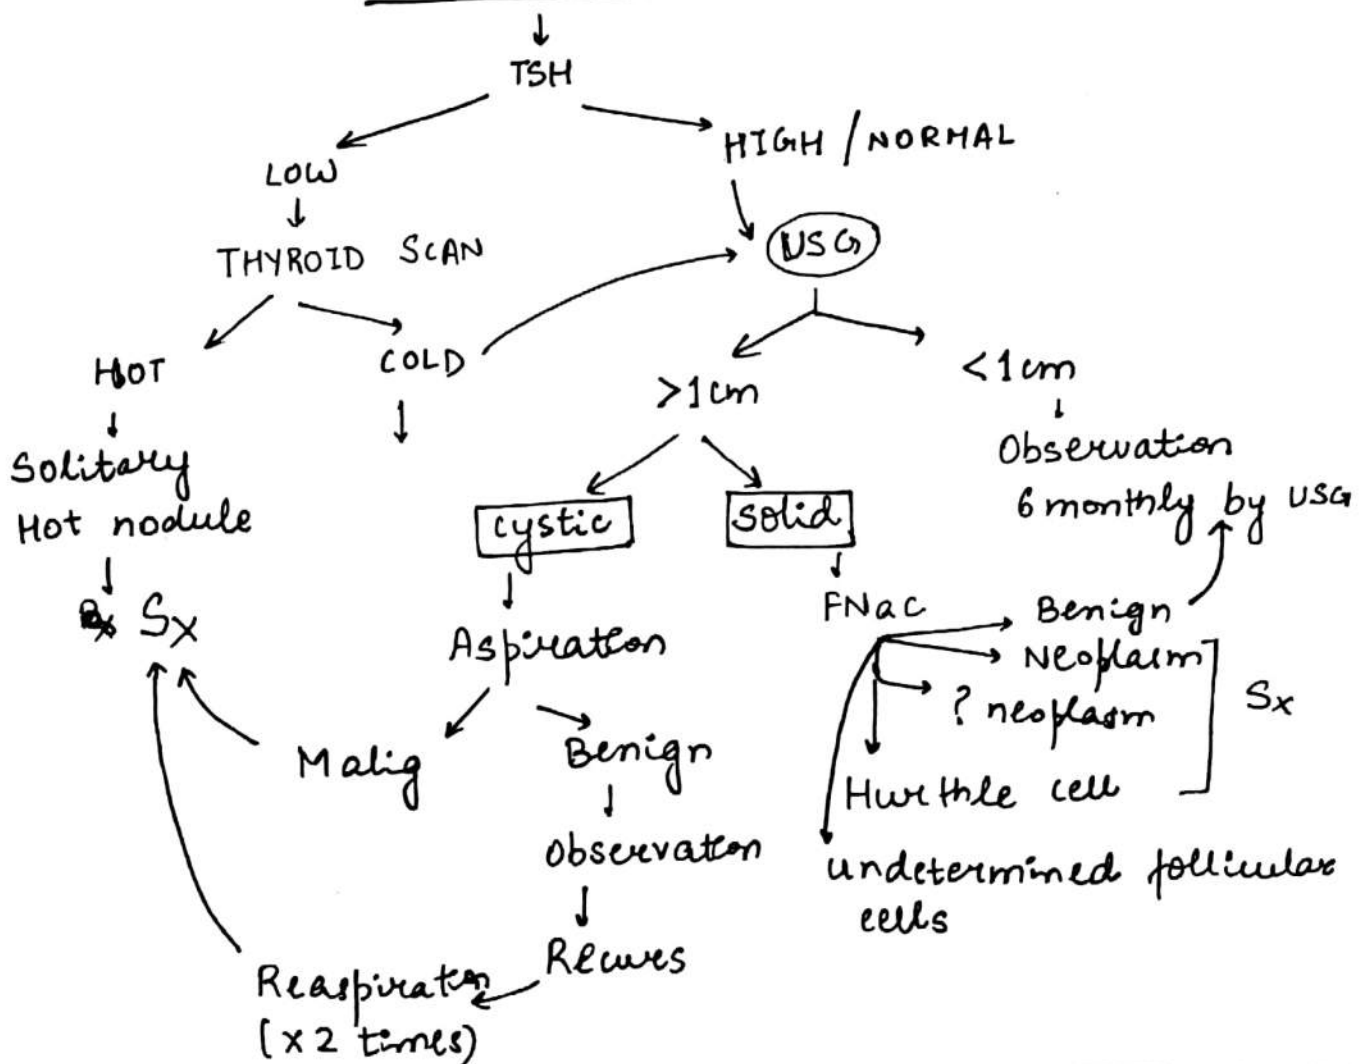 TSH
LOW
HIGH / NORMAL
THYROID SCAN
USG
HOT
COLD
>1cm
<1cm
Solitary
Hot nodule
Observation
6 monthly by USG
cystic
solid
Sx
Aspiration
FNAC
Benign
Neoplasm
? neoplasm
Hurthle cell
Sx
undetermined follicular
cells
Malig
Benign
Observation
Recurs
Reaspiration
(x2 times)